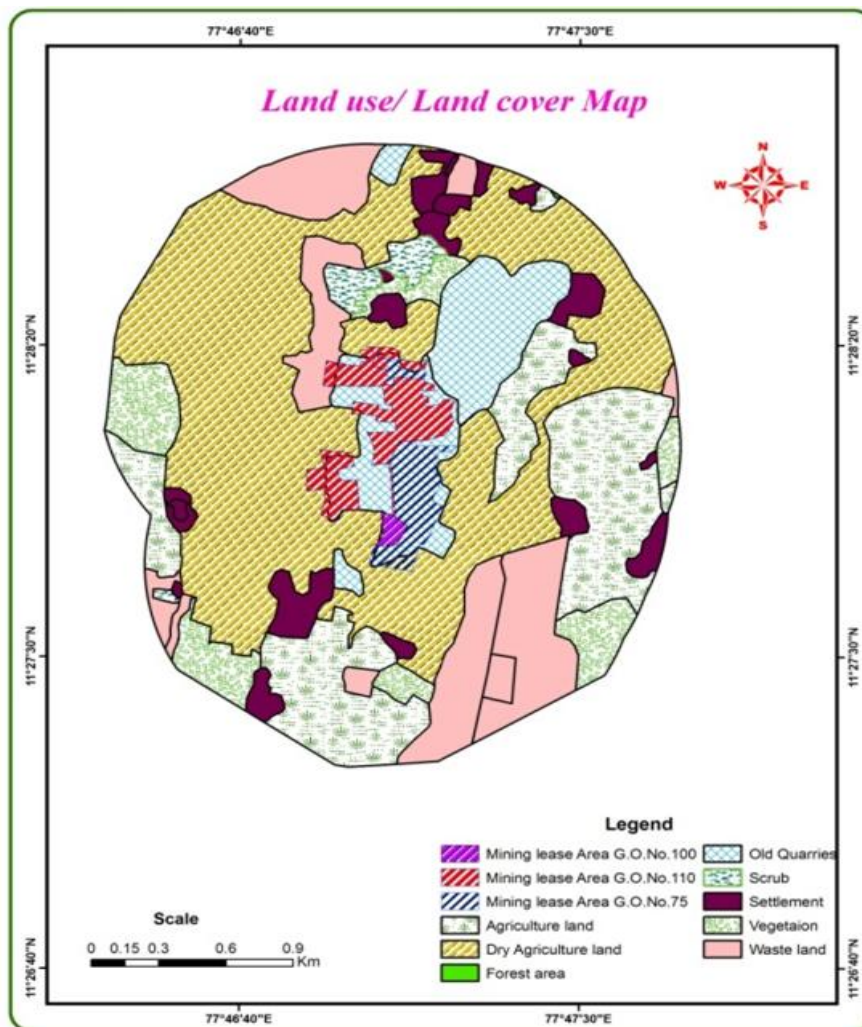 77°46'40"E 77°47'30"E
Land use/ Land cover Map
N
W E
S
11°28'20"N 11°28'20"N
11°27'30"N 11°27'30"N
11°26'40"N 11°26'40"N
Legend
Mining lease Area G.O.No.100 Old Quarries
Mining lease Area G.O.No.110 Scrub
Mining lease Area G.O.No.75 Settlement
Agriculture land Vegetaion
Dry Agriculture land Waste land
Forest area
Scale
0 0.15 0.3 0.6 0.9
Km
77°46'40"E 77°47'30"E